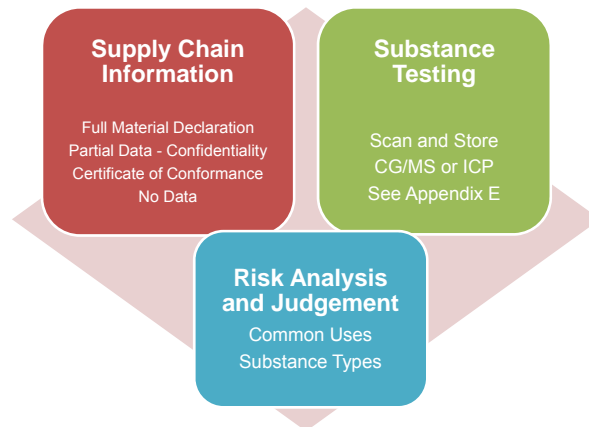 Supply Chain
Information
Full Material Declaration
Partial Data - Confidentiality
Certificate of Conformance
No Data
Substance
Testing
Scan and Store
CG/MS or ICP
See Appendix E
Risk Analysis
and Judgement
Common Uses
Substance Types